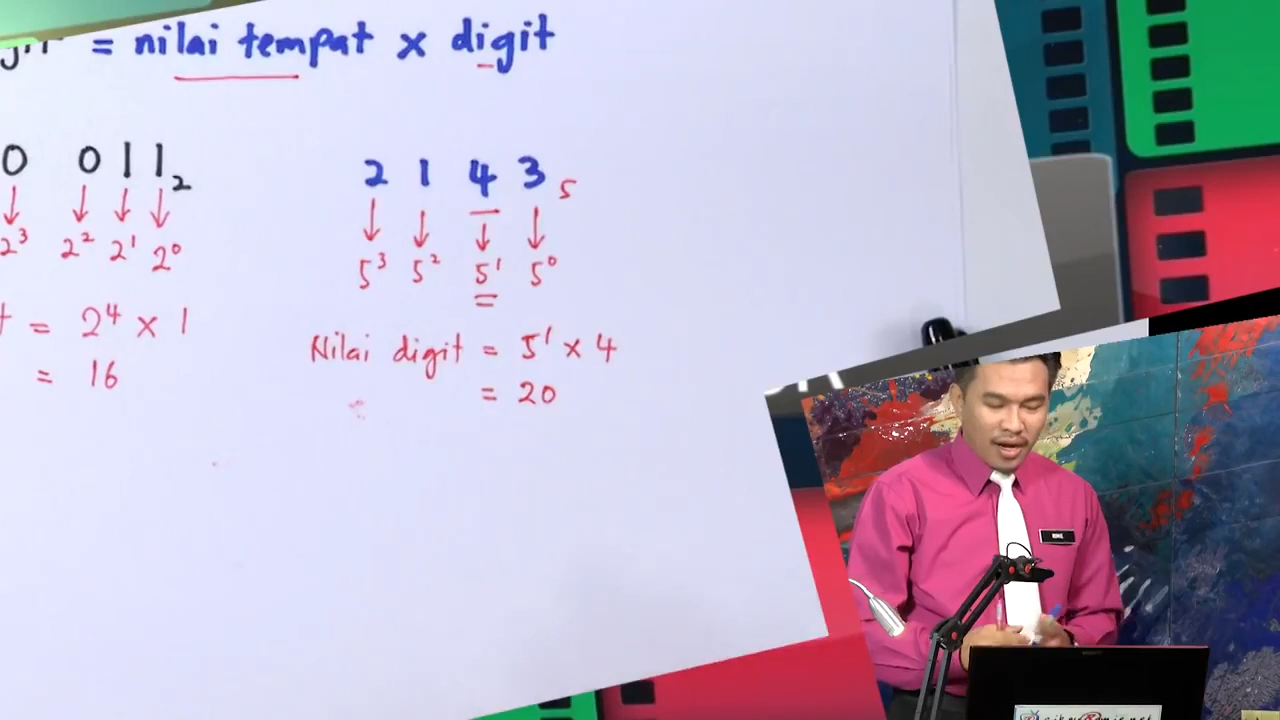 = nilai tempat x digit
0 0 1 1₂
2³ 2² 2¹ 2⁰
= 2⁴ x 1
= 16
2 1 4 3₅
5³ 5² 5¹ 5⁰
Nilai digit = 5¹ x 4
= 20